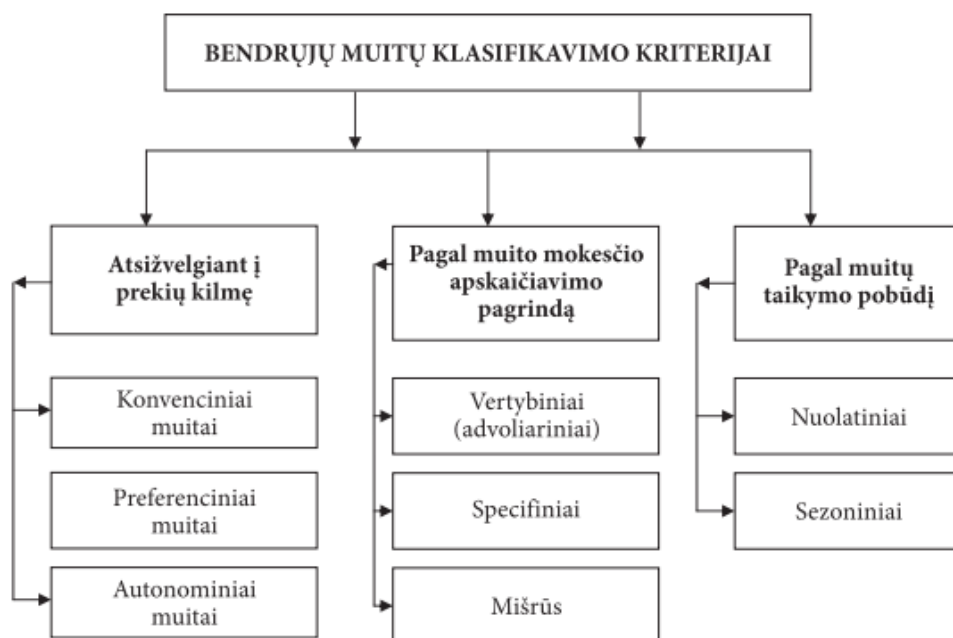 BENDRŲJŲ MUITŲ KLASIFIKAVIMO KRITERIJAI
Atsižvelgiant į
prekių kilmę
Konvenciniai
muitai
Preferenciniai
muitai
Autonominiai
muitai
Pagal muito mokesčio
apskaičiavimo
pagrindą
Vertybiniai
(advoliariniai)
Specifiniai
Mišrūs
Pagal muitų
taikymo pobūdį
Nuolatiniai
Sezoniniai